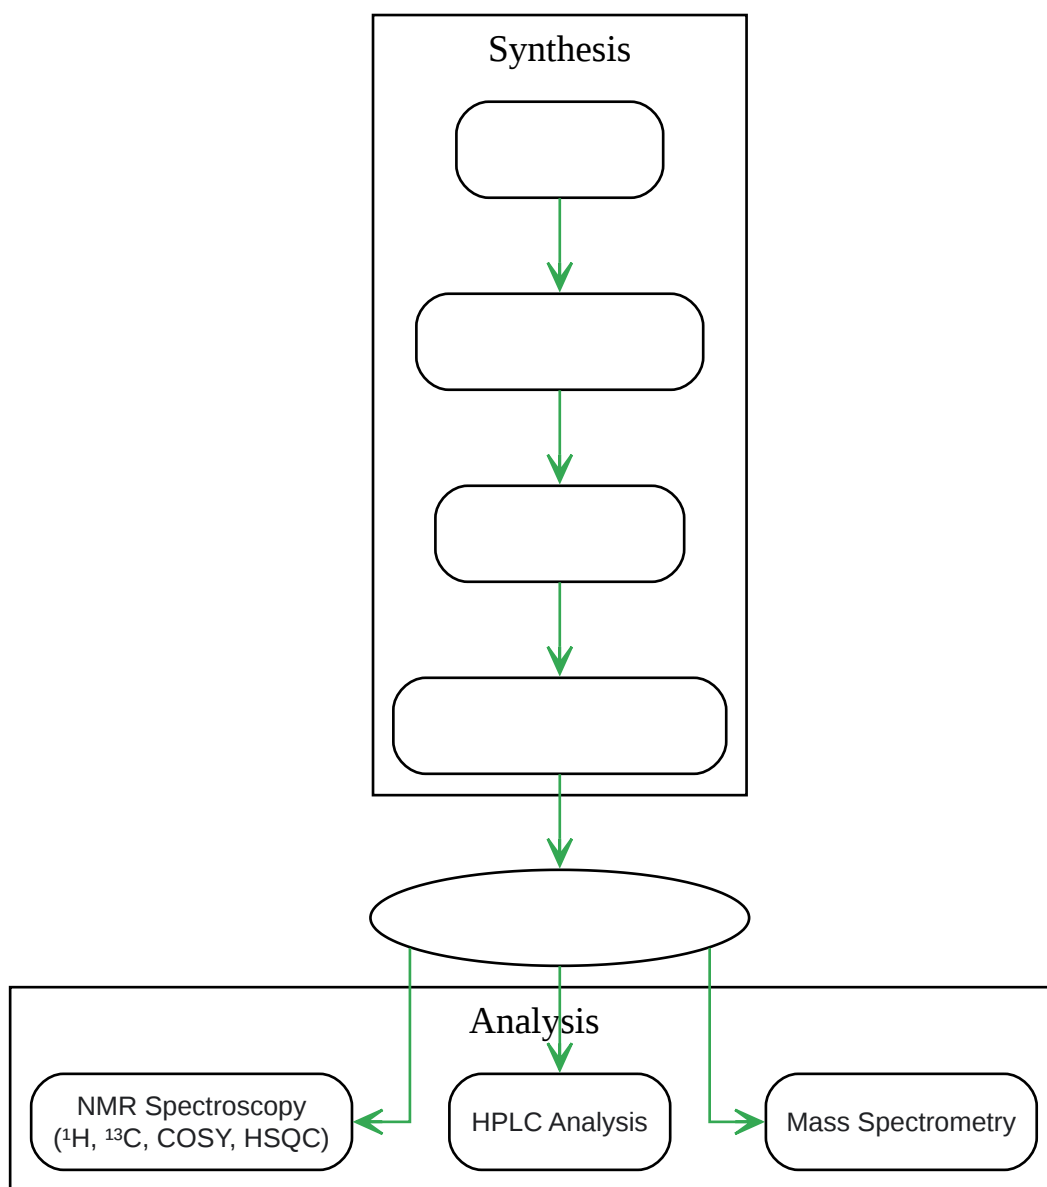 Synthesis
Analysis
NMR Spectroscopy
(¹H, ¹³C, COSY, HSQC)
HPLC Analysis
Mass Spectrometry